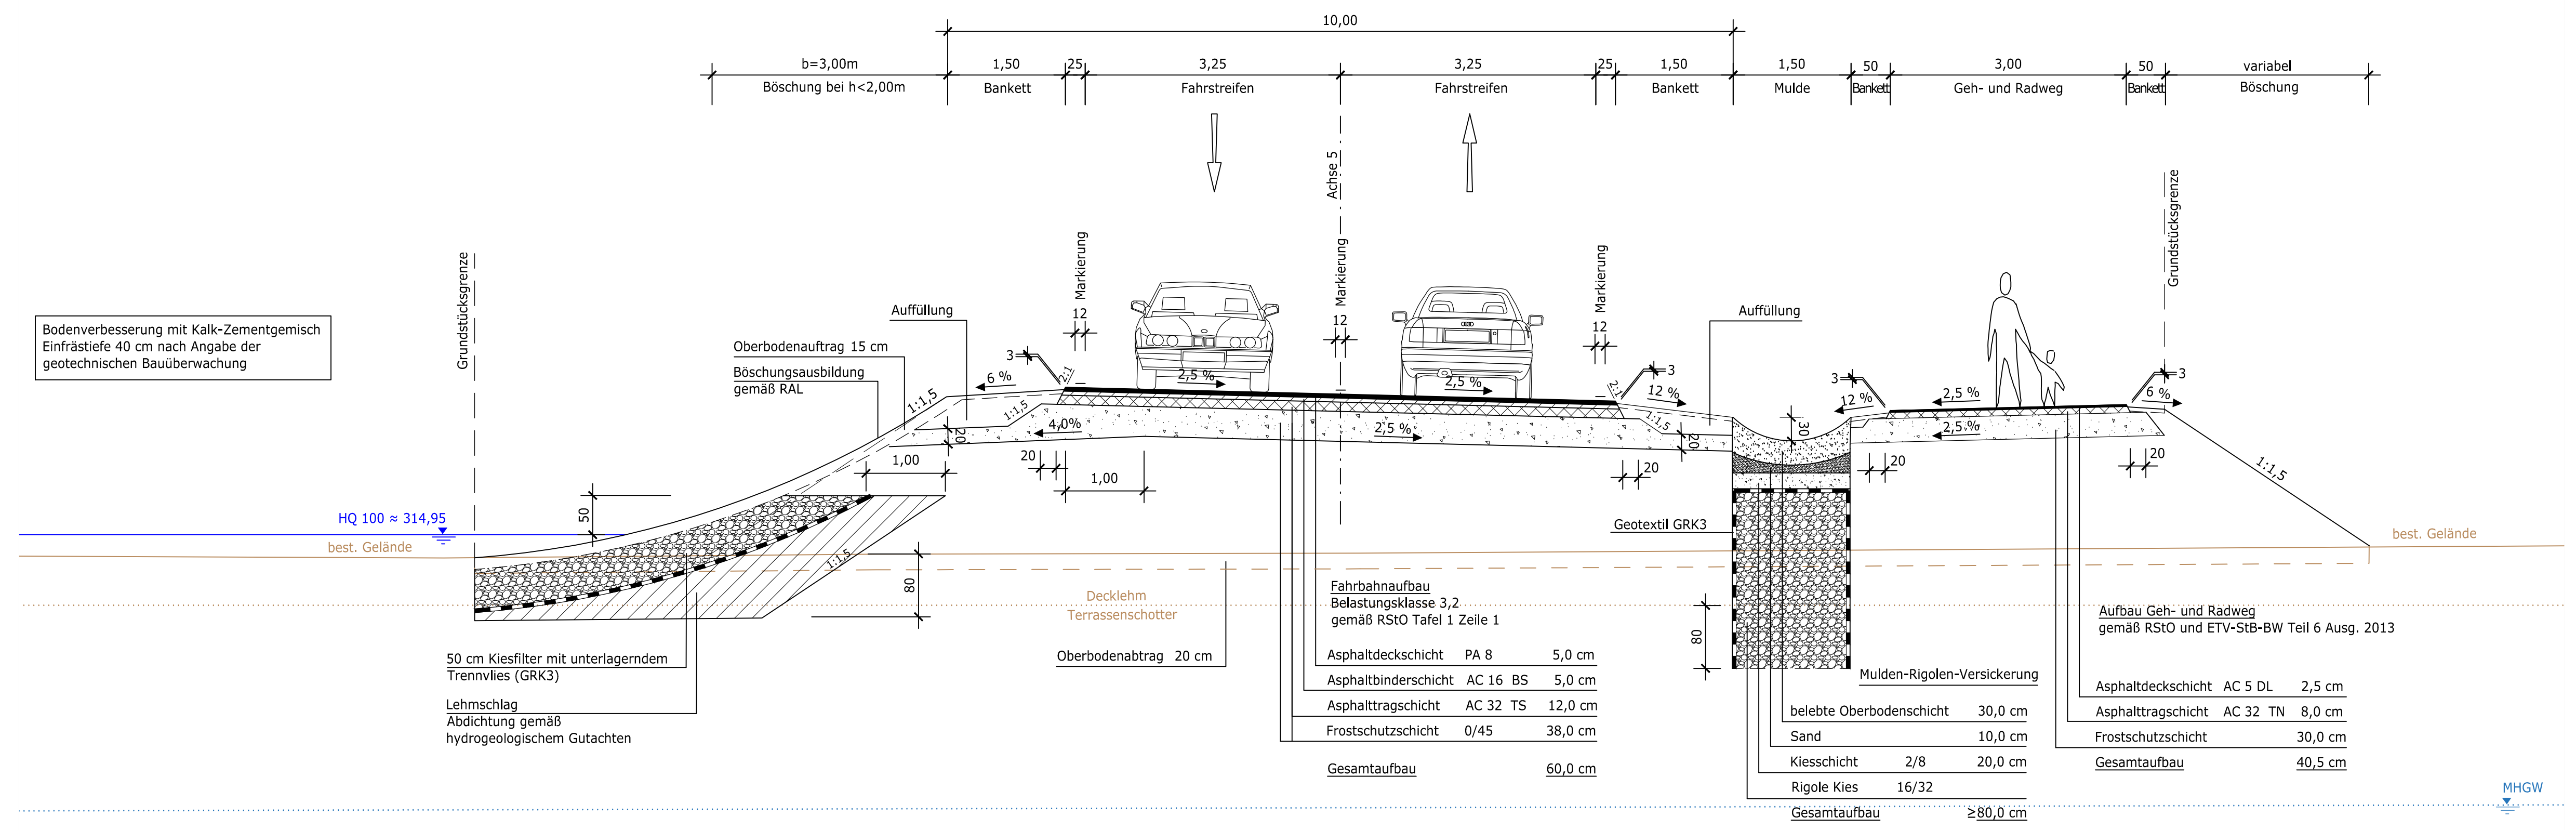 10,00
b=3,00m
1,50
25
3,25
3,25
25
1,50
1,50
50
3,00
50
variabel
Böschung bei h<2,00m
Bankett
Fahrstreifen
Fahrstreifen
Bankett
Mulde
Bankett
Geh- und Radweg
Bankett
Böschung
Achse 5
Grundstücksgrenze
Grundstücksgrenze
Markierung
Markierung
Markierung
12
12
12
Bodenverbesserung mit Kalk-Zementgemisch
Einfrästiefe 40 cm nach Angabe der
geotechnischen Bauüberwachung
Auffüllung
Auffüllung
Oberbodenauftrag 15 cm
Böschungsausbildung
gemäß RAL
3
2:1
6 %
2,5 %
2,5 %
2:1
3
12 %
3
12 %
2,5 %
3
6 %
1:1,5
1:1,5
4,0%
2,5 %
1:1,5
2,5 %
20
20
30
1,00
20
1,00
20
20
20
1:1,5
50
HQ 100 ≈ 314,95
best. Gelände
best. Gelände
1:1,5
80
Geotextil GRK3
Decklehm
Terrassenschotter
80
Fahrbahnaufbau
Belastungsklasse 3,2
gemäß RStO Tafel 1 Zeile 1
Aufbau Geh- und Radweg
gemäß RStO und ETV-StB-BW Teil 6 Ausg. 2013
50 cm Kiesfilter mit unterlagerndem
Trennvlies (GRK3)
Lehmschlag
Abdichtung gemäß
hydrogeologischem Gutachten
Oberbodenabtrag 20 cm
Asphaltdeckschicht PA 8 5,0 cm
Asphaltbinderschicht AC 16 BS 5,0 cm
Asphalttragschicht AC 32 TS 12,0 cm
Frostschutzschicht 0/45 38,0 cm
Gesamtaufbau 60,0 cm
Mulden-Rigolen-Versickerung
belebte Oberbodenschicht 30,0 cm
Sand 10,0 cm
Kiesschicht 2/8 20,0 cm
Rigole Kies 16/32
Gesamtaufbau ≥80,0 cm
Asphaltdeckschicht AC 5 DL 2,5 cm
Asphalttragschicht AC 32 TN 8,0 cm
Frostschutzschicht 30,0 cm
Gesamtaufbau 40,5 cm
MHGW